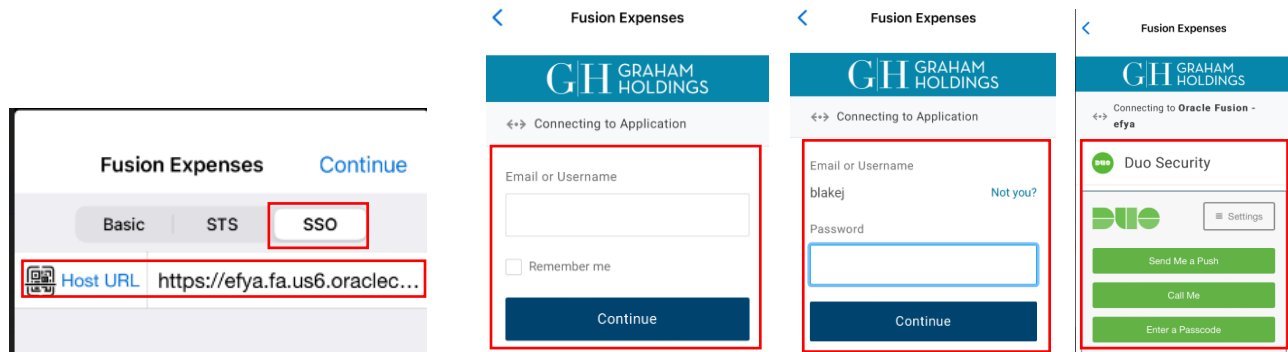 Fusion Expenses
Continue
Basic
STS
SSO
Host URL
https://efya.fa.us6.oraclec...
Fusion Expenses
G|H GRAHAM
HOLDINGS
Connecting to Application
Email or Username
Remember me
Continue
Fusion Expenses
G|H GRAHAM
HOLDINGS
Connecting to Application
Email or Username
blakej
Not you?
Password
Continue
Fusion Expenses
G|H GRAHAM
HOLDINGS
Connecting to Oracle Fusion -
efya
DUO
Duo Security
DUO
Settings
Send Me a Push
Call Me
Enter a Passcode